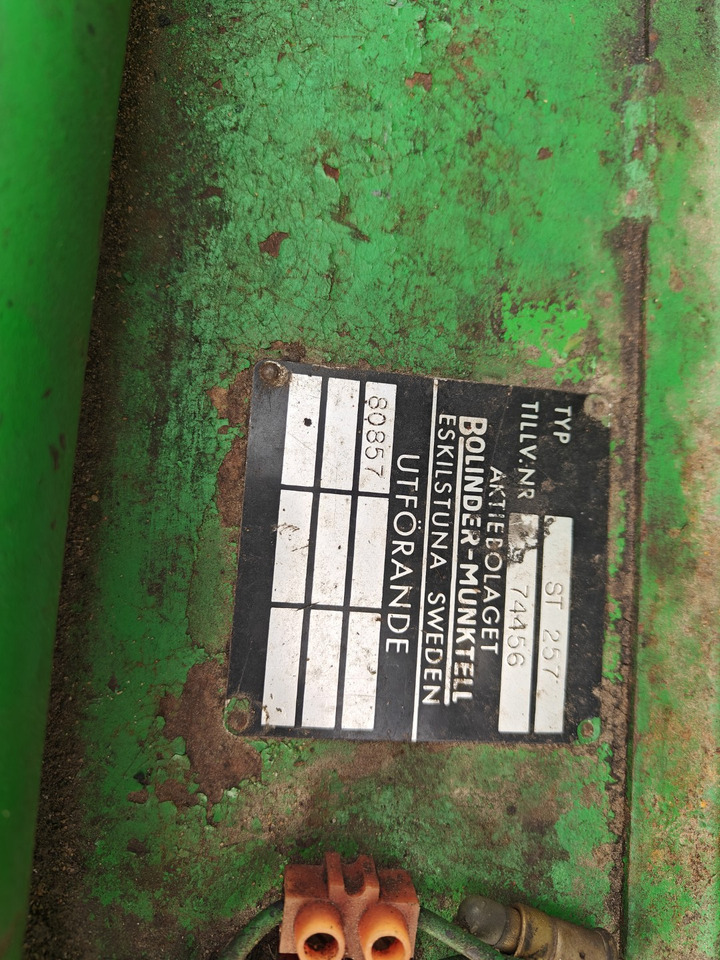 TYP ST 257
TILLV.NR 74456
AKTIEBOLAGET
BOLINDER-MUNKTELL
ESKILSTUNA SWEDEN
UTFÖRANDE
80857